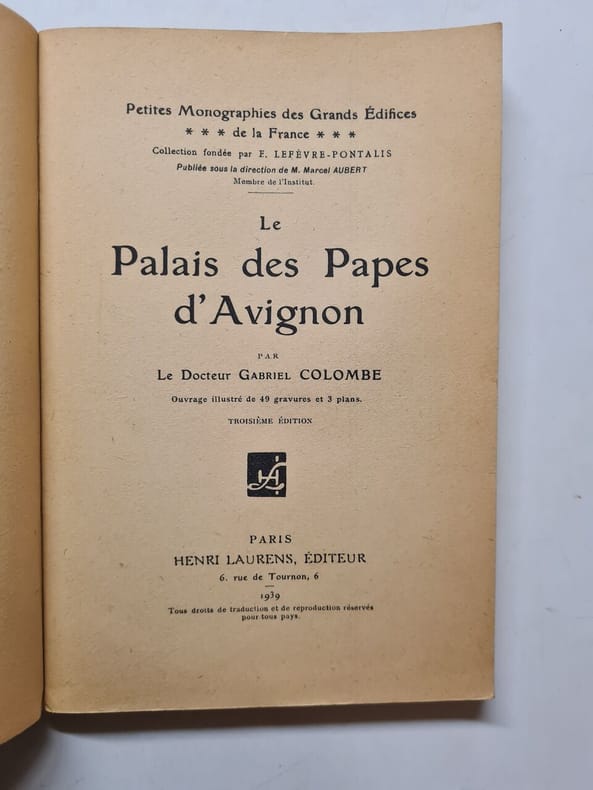 Petites Monographies des Grands Édifices
* * * de la France * * *
Collection fondée par E. LEFÈVRE-PONTALIS
Publiée sous la direction de M. Marcel AUBERT
Membre de l'Institut.
Le
Palais des Papes
d'Avignon
PAR
Le Docteur GABRIEL COLOMBE
Ouvrage illustré de 49 gravures et 3 plans.
TROISIÈME ÉDITION
HL
PARIS
HENRI LAURENS, ÉDITEUR
6, rue de Tournon, 6
1939
Tous droits de traduction et de reproduction réservés
pour tous pays.